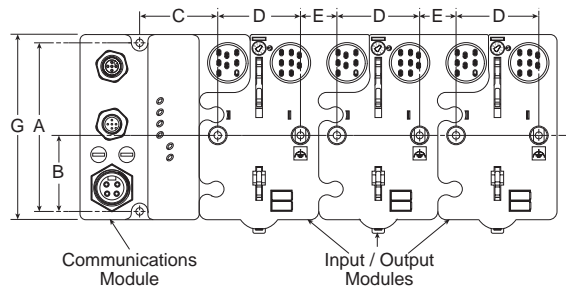 C D E D E D
G
A
B
Communications
Module
Input / Output
Modules